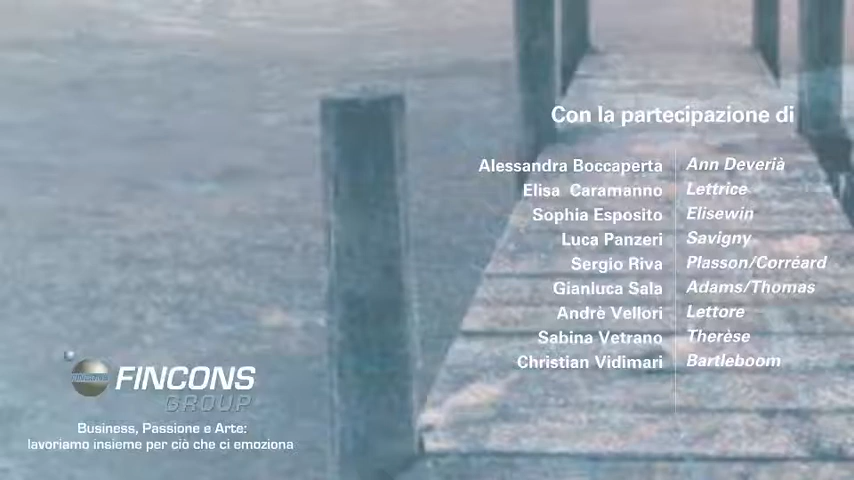 Con la partecipazione di
Alessandra Boccaperta Ann Deverià
Elisa Caramanno Lettrice
Sophia Esposito Elisewin
Luca Panzeri Savigny
Sergio Riva Plasson/Corréard
Gianluca Sala Adams/Thomas
Andrè Vellori Lettore
Sabina Vetrano Therèse
Christian Vidimari Bartleboom
FINCONS
FINCONS
GROUP
Business, Passione e Arte:
lavoriamo insieme per ciò che ci emoziona